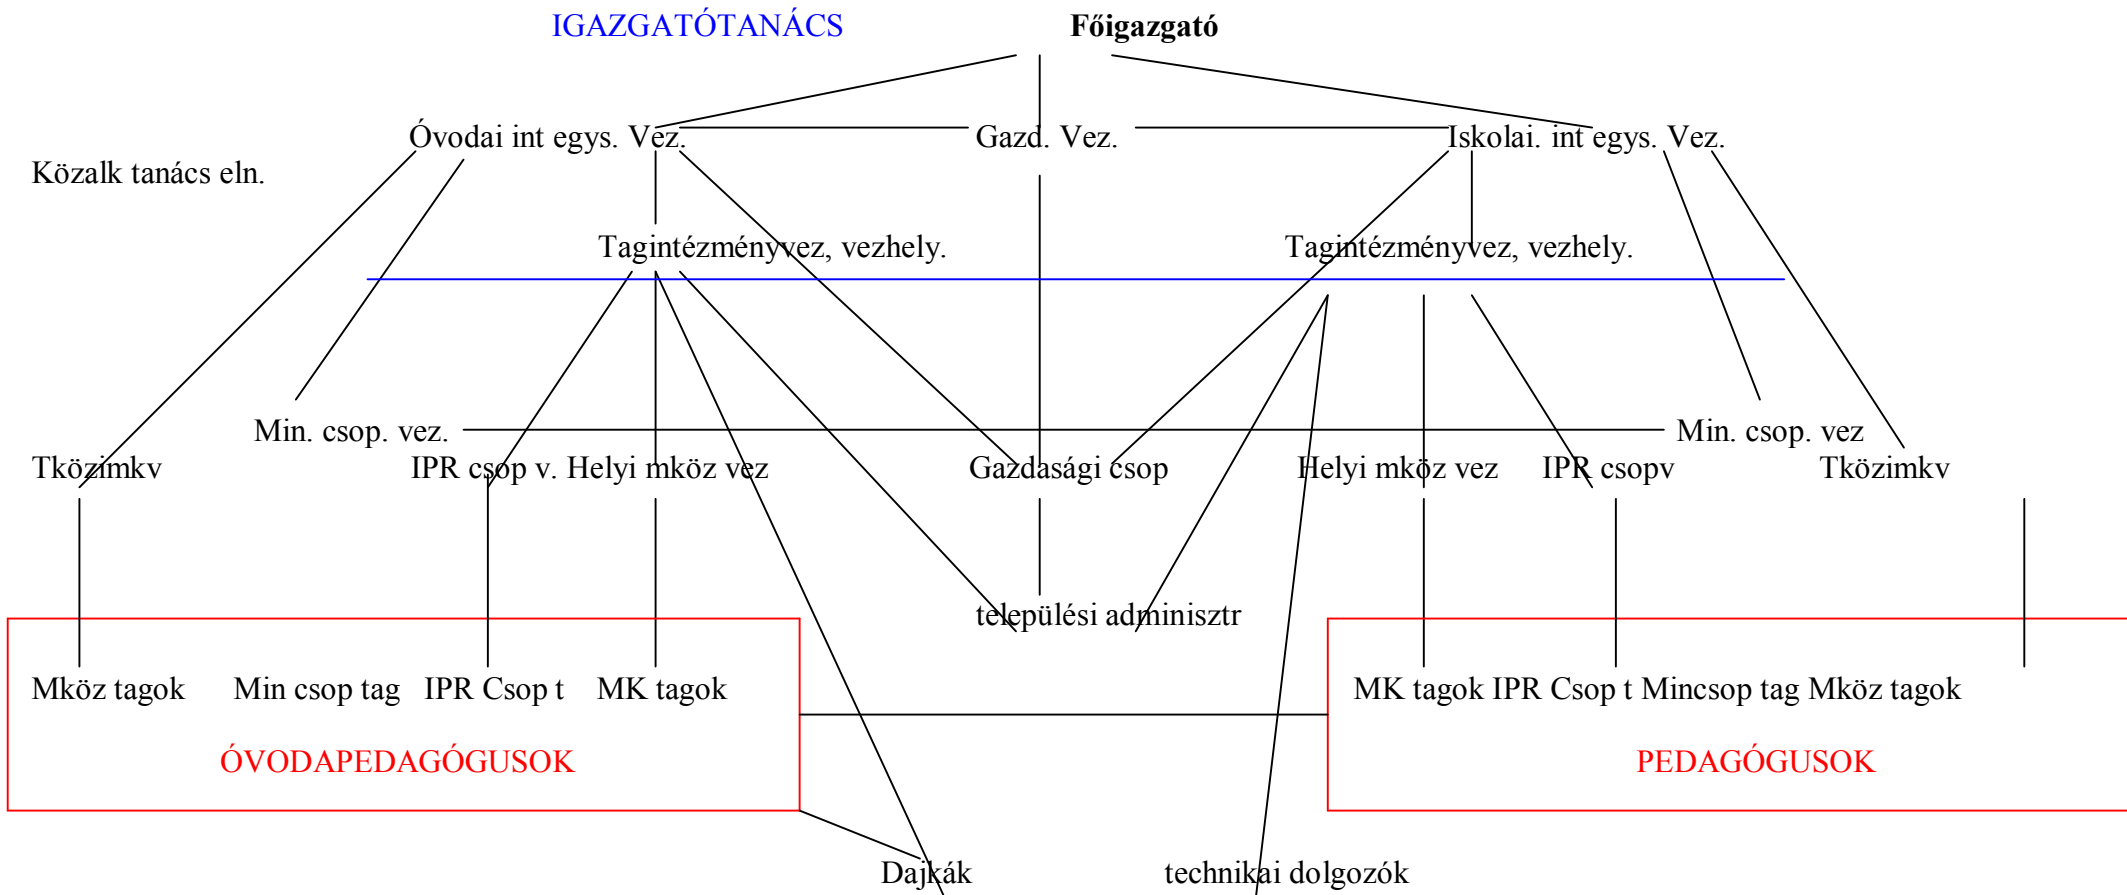 IGAZGATÓTANÁCS Főigazgató
Óvodai int egys. Vez. Gazd. Vez. Iskolai. int egys. Vez.
Közalk tanács eln.
Tagintézményvez, vezhely. Tagintézményvez, vezhely.
Min. csop. vez. Min. csop. vez
Tközimkv IPR csop v. Helyi mköz vez Gazdasági csop Helyi mköz vez IPR csopv Tközimkv
települési adminisztr
Mköz tagok Min csop tag IPR Csop t MK tagok MK tagok IPR Csop t Mincsop tag Mköz tagok
ÓVODAPEDAGÓGUSOK PEDAGÓGUSOK
Dajkák technikai dolgozók